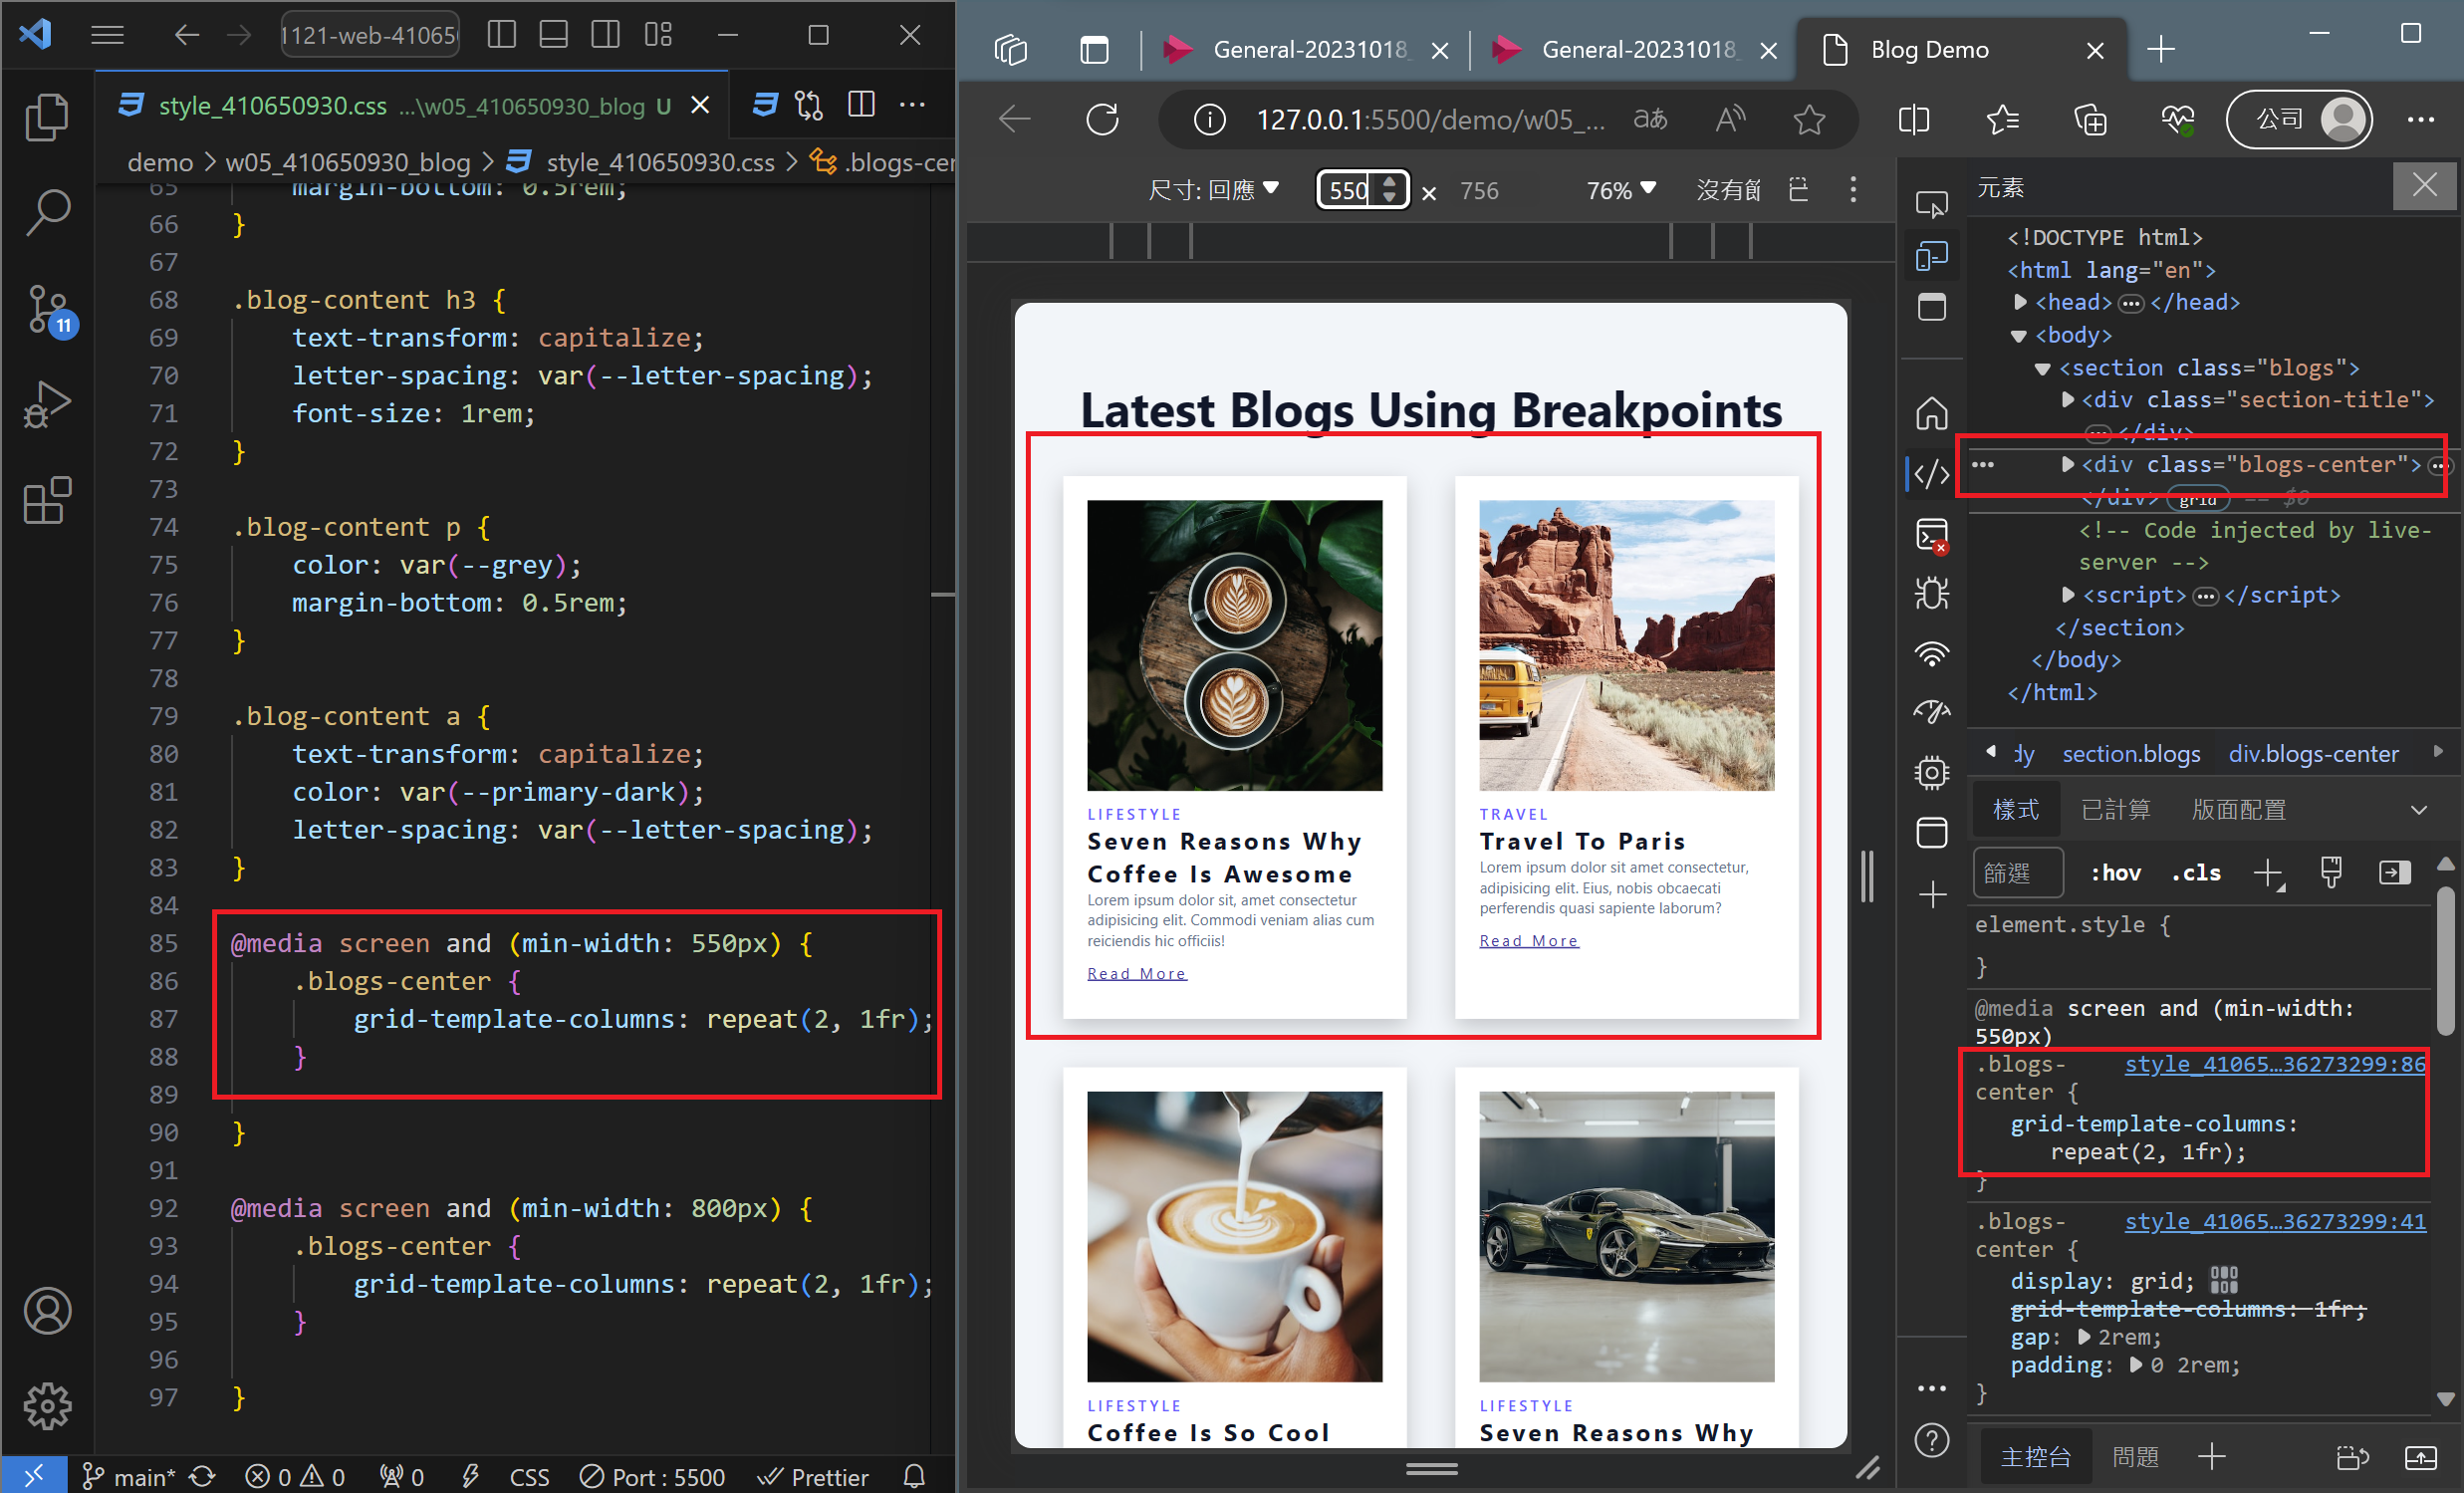 1121-web-41065
style_410650930.css ...\w05_410650930_blog U
demo > w05_410650930_blog > style_410650930.css > .blogs-cer
65 margin-bottom: 0.5rem;
66 }
67
68 .blog-content h3 {
69 text-transform: capitalize;
70 letter-spacing: var(--letter-spacing);
71 font-size: 1rem;
72 }
73
74 .blog-content p {
75 color: var(--grey);
76 margin-bottom: 0.5rem;
77 }
78
79 .blog-content a {
80 text-transform: capitalize;
81 color: var(--primary-dark);
82 letter-spacing: var(--letter-spacing);
83 }
84
85 @media screen and (min-width: 550px) {
86 .blogs-center {
87 grid-template-columns: repeat(2, 1fr);
88 }
89
90 }
91
92 @media screen and (min-width: 800px) {
93 .blogs-center {
94 grid-template-columns: repeat(2, 1fr);
95 }
96
97 }
11
main* 0 0 0 CSS Port : 5500 Prettier
General-20231018_ General-20231018_ Blog Demo
127.0.0.1:5500/demo/w05_... aあ A 公司
尺寸: 回應 550 × 756 76% 沒有
Latest Blogs Using Breakpoints
LIFESTYLE
Seven Reasons Why
Coffee Is Awesome
Lorem ipsum dolor sit, amet consectetur
adipisicing elit. Commodi veniam alias cum
reiciendis hic officiis!
Read More
TRAVEL
Travel To Paris
Lorem ipsum dolor sit amet consectetur,
adipisicing elit. Eius, nobis obcaecati
perferendis quasi sapiente laborum?
Read More
LIFESTYLE
Coffee Is So Cool
LIFESTYLE
Seven Reasons Why
元素
<!DOCTYPE html>
<html lang="en">
<head> … </head>
<body>
<section class="blogs">
<div class="section-title">
… </div>
<div class="blogs-center"> …
</div> grid == $0
<!-- Code injected by live-
server -->
<script> … </script>
</section>
</body>
</html>
dy section.blogs div.blogs-center
樣式 已計算 版面配置
篩選 :hov .cls
element.style {
}
@media screen and (min-width:
550px)
.blogs- style_41065…36273299:86
center {
grid-template-columns:
repeat(2, 1fr);
}
.blogs- style_41065…36273299:41
center {
display: grid;
grid-template-columns: 1fr;
gap: 2rem;
padding: 0 2rem;
}
主控台 問題